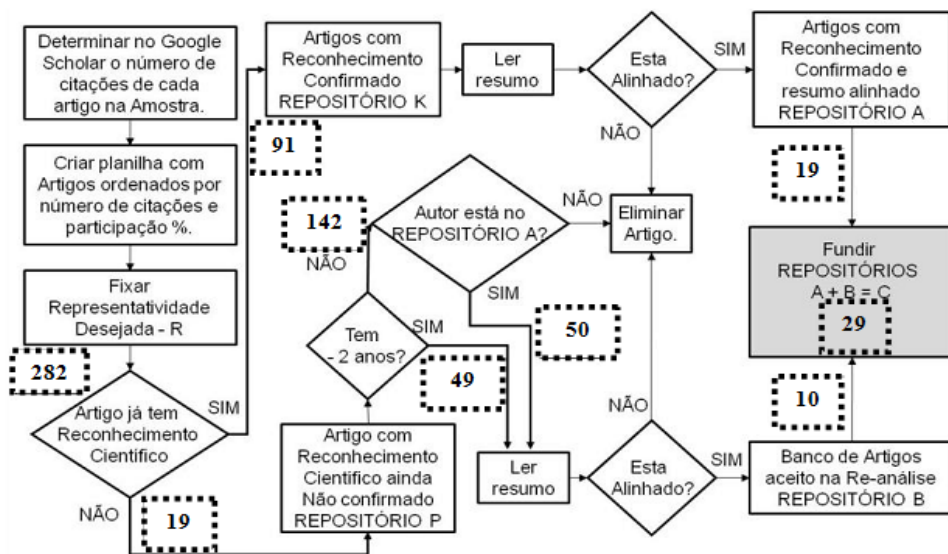 Determinar no Google
Scholar o número de
citações de cada
artigo na Amostra.
Criar planilha com
Artigos ordenados por
número de citações e
participação %.
Fixar
Representatividade
Desejada - R
282
Artigo já tem
Reconhecimento
Científico
SIM
NÃO
19
91
Artigos com
Reconhecimento
Confirmado
REPOSITÓRIO K
Ler
resumo
Esta
Alinhado?
SIM
NÃO
Artigos com
Reconhecimento
Confirmado e
resumo alinhado
REPOSITÓRIO A
19
142
NÃO
Autor está no
REPOSITÓRIO A?
NÃO
SIM
Eliminar
Artigo.
Fundir
REPOSITÓRIOS
A + B = C
29
Tem
- 2 anos?
SIM
49
50
10
Artigo com
Reconhecimento
Científico ainda
Não confirmado
REPOSITÓRIO P
Ler
resumo
NÃO
Esta
Alinhado?
SIM
Banco de Artigos
aceito na Re-análise
REPOSITÓRIO B